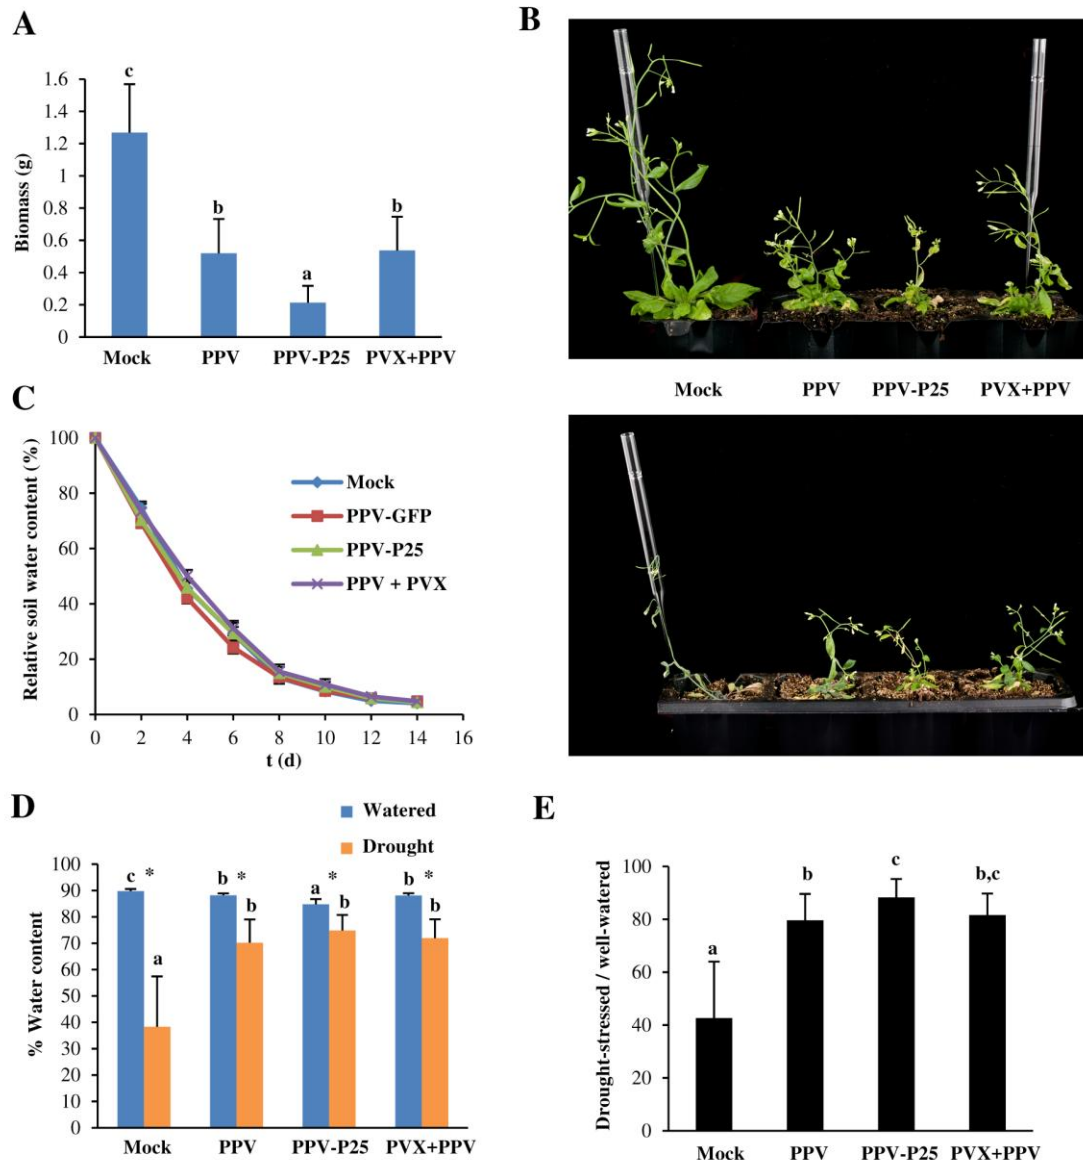 A
Biomass (g)
1.6
1.4
1.2
1
0.8
0.6
0.4
0.2
0
c
b
a
b
Mock PPV PPV-P25 PVX+PPV
B
Mock PPV PPV-P25 PVX+PPV
C
Relative soil water content (%)
100
80
60
40
20
0
Mock
PPV-GFP
PPV-P25
PPV + PVX
0 2 4 6 8 10 12 14 16
t (d)
D
Watered
Drought
% Water content
100
90
80
70
60
50
40
30
20
10
0
c * b * a * b *
a b b b
Mock PPV PPV-P25 PVX+PPV
E
Drought-stressed / well-watered
100
80
60
40
20
0
a
b
c
b,c
Mock PPV PPV-P25 PVX+PPV